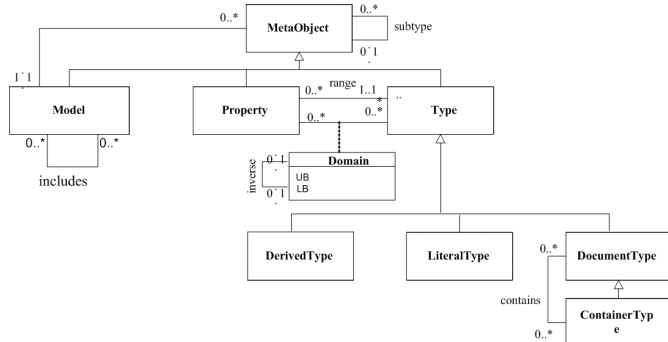 0..*
0..*
MetaObject
subtype
0..1
1..1
range
0..*
1..1
Model
Property
Type
*
..
0..*
0..*
0..*
0..*
includes
inverse
0..1
Domain
UB
LB
0..1
DerivedType
LiteralType
0..*
DocumentType
contains
0..*
ContainerTyp
e